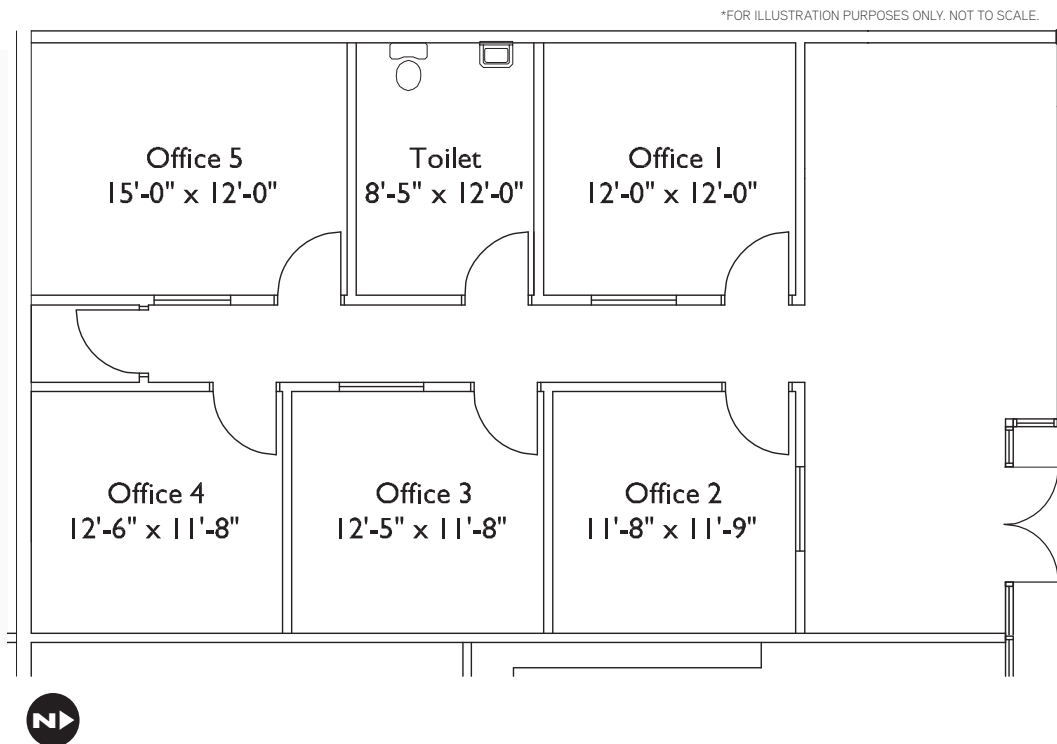 *FOR ILLUSTRATION PURPOSES ONLY. NOT TO SCALE.
Office 5
15'-0" x 12'-0"
Toilet
8'-5" x 12'-0"
Office 1
12'-0" x 12'-0"
Office 4
12'-6" x 11'-8"
Office 3
12'-5" x 11'-8"
Office 2
11'-8" x 11'-9"
N